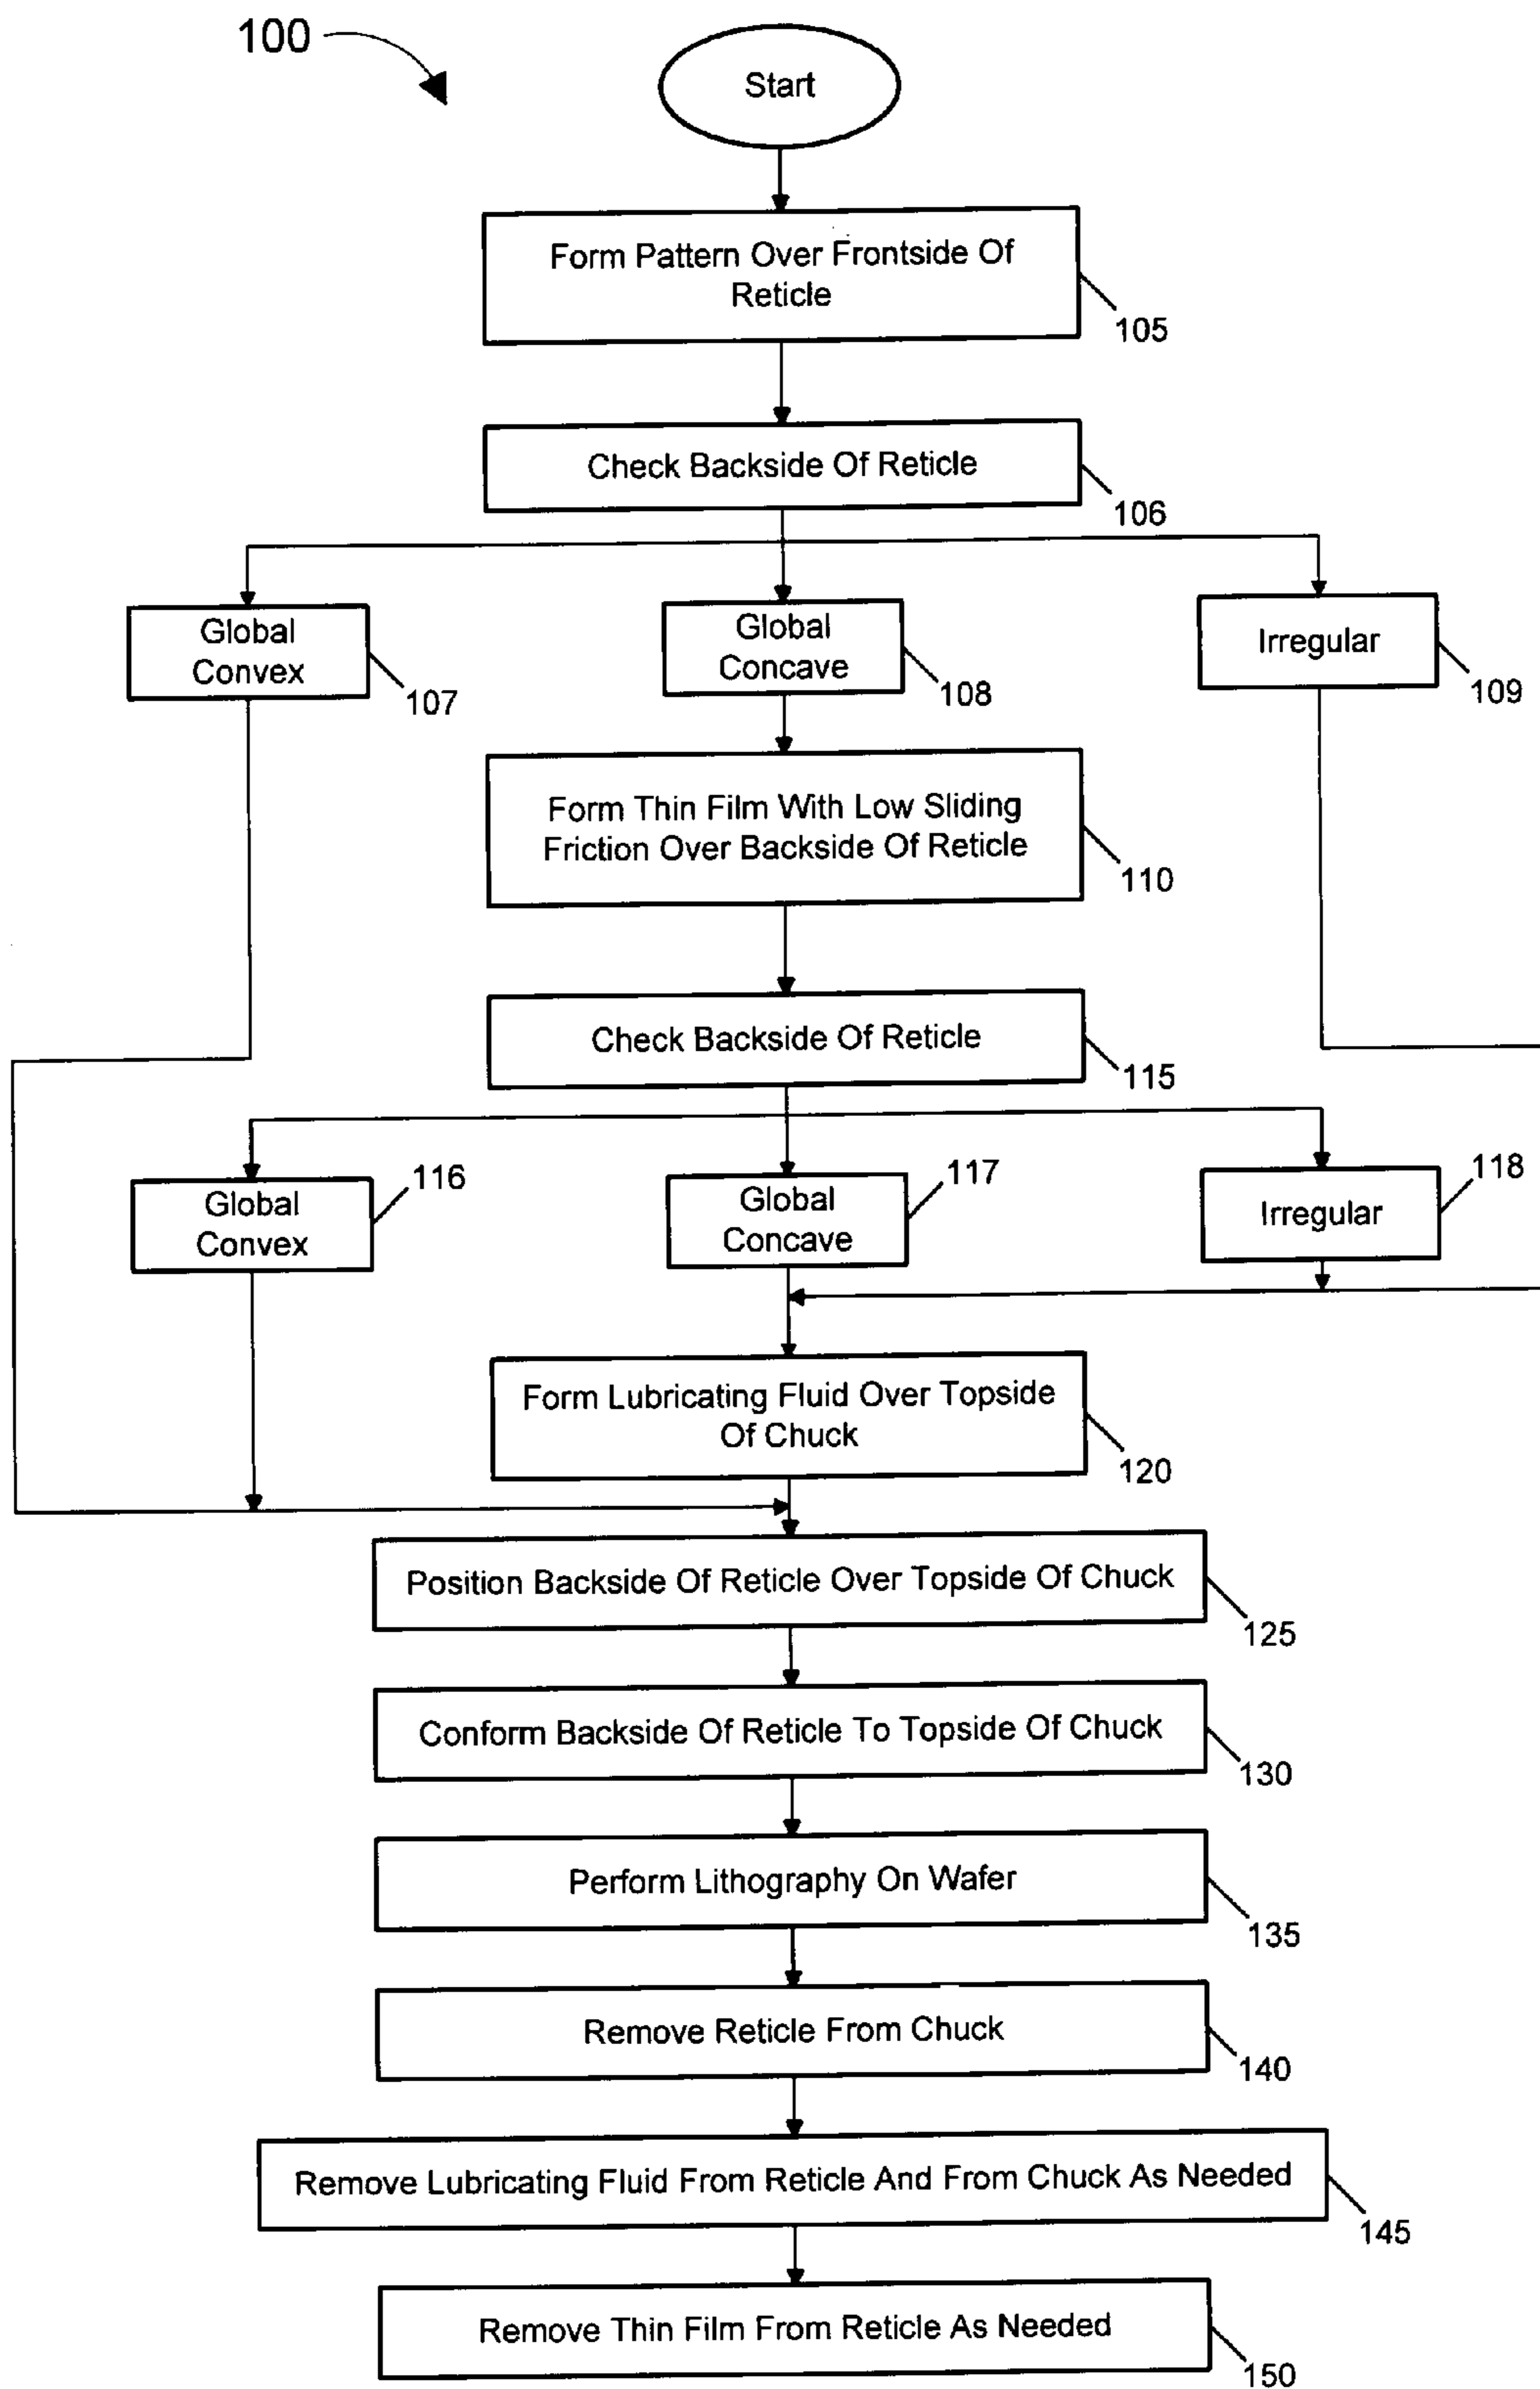 100
Start
Form Pattern Over Frontside Of
Reticle
105
Check Backside Of Reticle
106
Global
Convex
107
Global
Concave
108
Irregular
109
Form Thin Film With Low Sliding
Friction Over Backside Of Reticle
110
Check Backside Of Reticle
115
Global
Convex
116
Global
Concave
117
Irregular
118
Form Lubricating Fluid Over Topside
Of Chuck
120
Position Backside Of Reticle Over Topside Of Chuck
125
Conform Backside Of Reticle To Topside Of Chuck
130
Perform Lithography On Wafer
135
Remove Reticle From Chuck
140
Remove Lubricating Fluid From Reticle And From Chuck As Needed
145
Remove Thin Film From Reticle As Needed
150